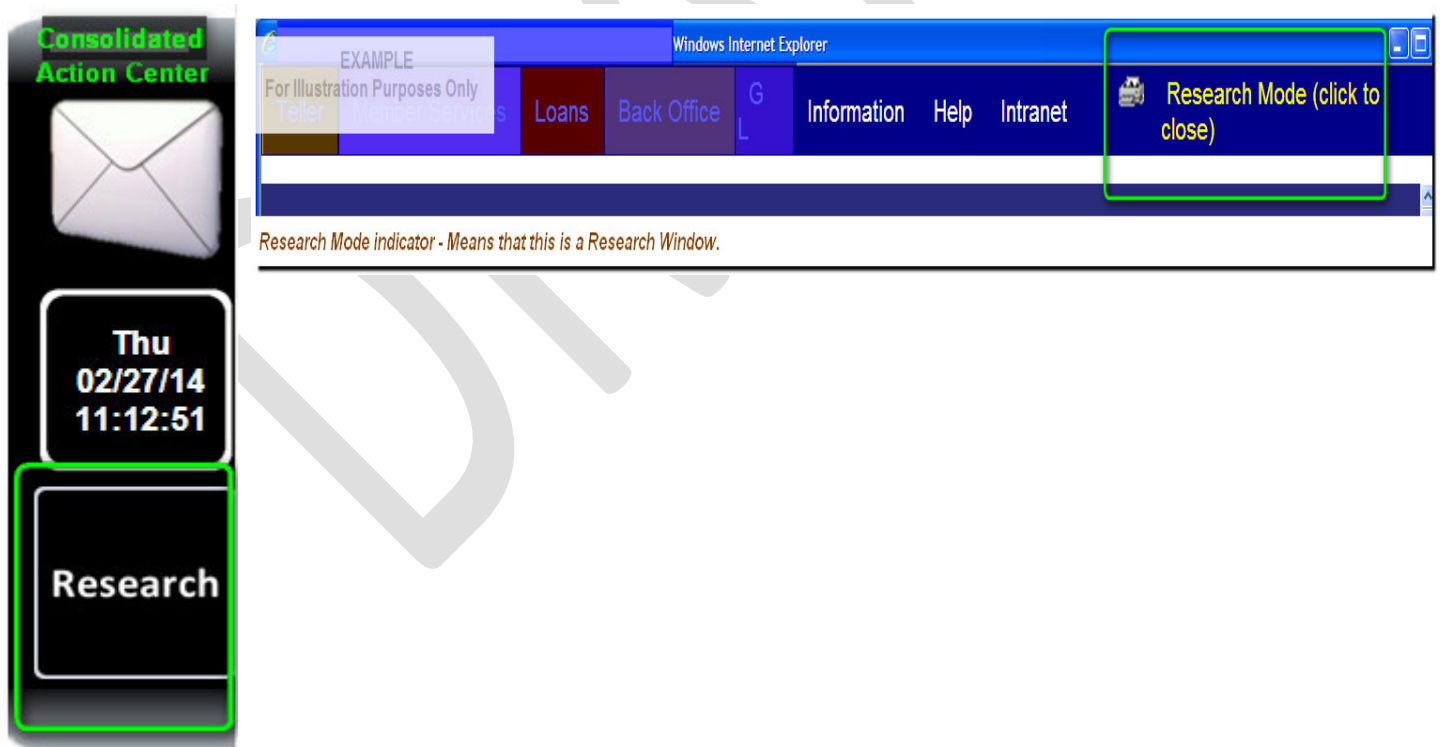 Consolidated
Action Center
Thu
02/27/14
11:12:51
Research
Windows Internet Explorer
EXAMPLE
For Illustration Purposes Only
Teller Member Services Loans Back Office G L Information Help Intranet
Research Mode (click to
close)
Research Mode indicator - Means that this is a Research Window.